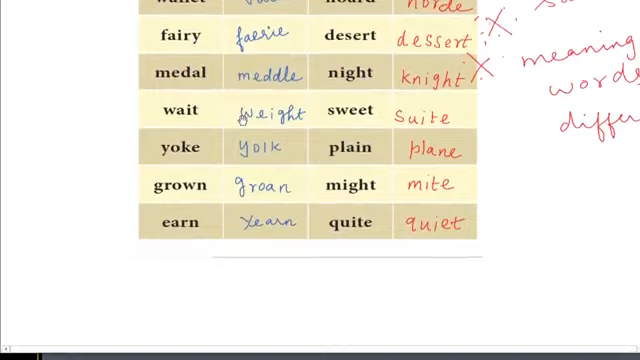 horde
fairy faerie desert dessert
medal meddle night knight
wait weight sweet suite
yoke yolk plain plane
grown groan might mite
earn yearn quite quiet
meaning
words
differ